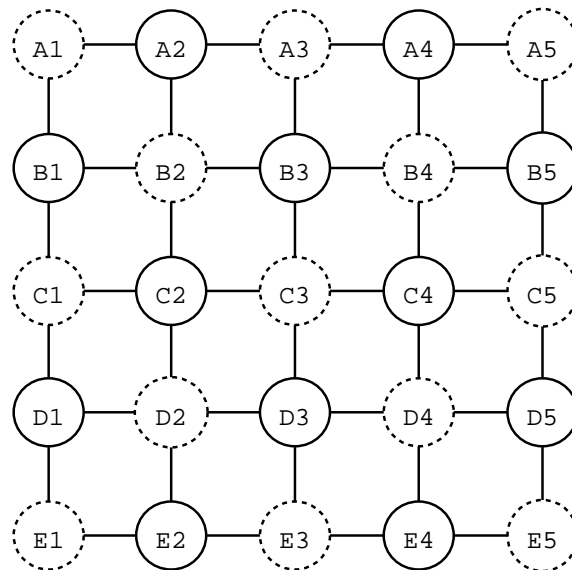 A1 A2 A3 A4 A5
B1 B2 B3 B4 B5
C1 C2 C3 C4 C5
D1 D2 D3 D4 D5
E1 E2 E3 E4 E5